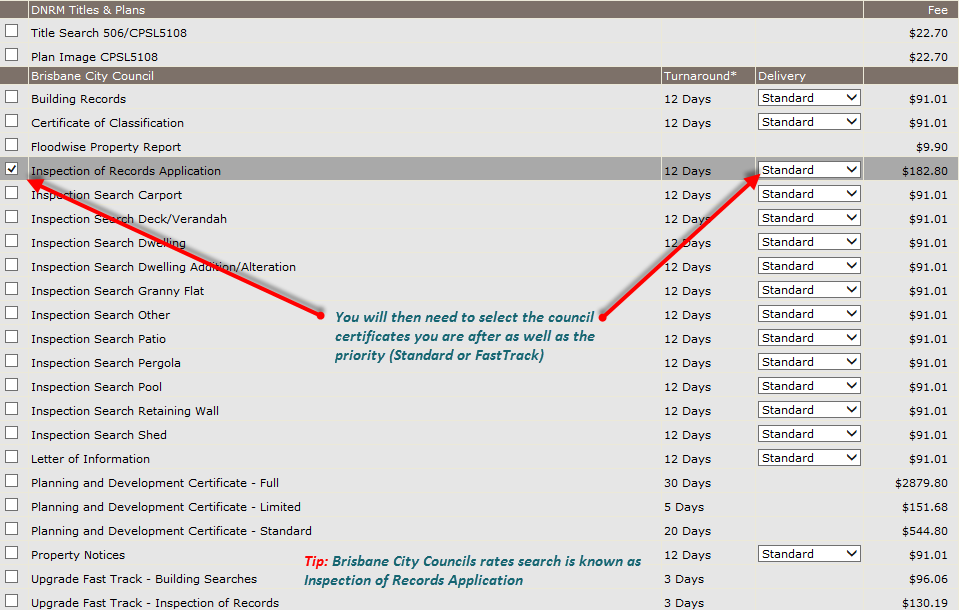 DNRM Titles & Plans Fee
Title Search 506/CPSL5108 $22.70
Plan Image CPSL5108 $22.70
Brisbane City Council Turnaround* Delivery
Building Records 12 Days Standard $91.01
Certificate of Classification 12 Days Standard $91.01
Floodwise Property Report $9.90
Inspection of Records Application 12 Days Standard $182.80
Inspection Search Carport 12 Days Standard $91.01
Inspection Search Deck/Verandah 12 Days Standard $91.01
Inspection Search Dwelling 12 Days Standard $91.01
Inspection Search Dwelling Addition/Alteration 12 Days Standard $91.01
Inspection Search Granny Flat 12 Days Standard $91.01
Inspection Search Other 12 Days Standard $91.01
You will then need to select the council
certificates you are after as well as the
priority (Standard or FastTrack)
Inspection Search Patio 12 Days Standard $91.01
Inspection Search Pergola 12 Days Standard $91.01
Inspection Search Pool 12 Days Standard $91.01
Inspection Search Retaining Wall 12 Days Standard $91.01
Inspection Search Shed 12 Days Standard $91.01
Letter of Information 12 Days Standard $91.01
Planning and Development Certificate - Full 30 Days $2879.80
Planning and Development Certificate - Limited 5 Days $151.68
Planning and Development Certificate - Standard 20 Days $544.80
Property Notices 12 Days Standard $91.01
Tip: Brisbane City Councils rates search is known as
Inspection of Records Application
Upgrade Fast Track - Building Searches 3 Days $96.06
Upgrade Fast Track - Inspection of Records 3 Days $130.19